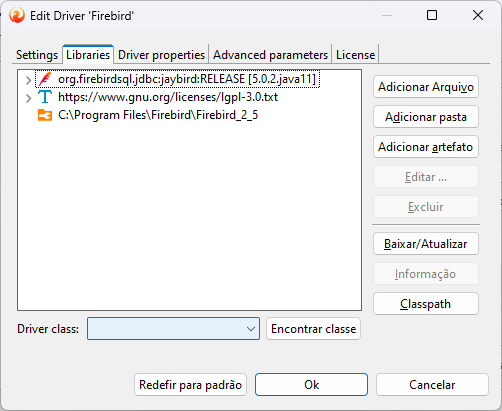 Edit Driver 'Firebird'
Settings Libraries Driver properties Advanced parameters License
org.firebirdsql.jdbc:jaybird:RELEASE [5.0.2.java11]
https://www.gnu.org/licenses/lgpl-3.0.txt
C:\Program Files\Firebird\Firebird_2_5
Adicionar Arquivo
Adicionar pasta
Adicionar artefato
Editar ...
Excluir
Baixar/Atualizar
Informação
Classpath
Driver class: Encontrar classe
Redefir para padrão Ok Cancelar